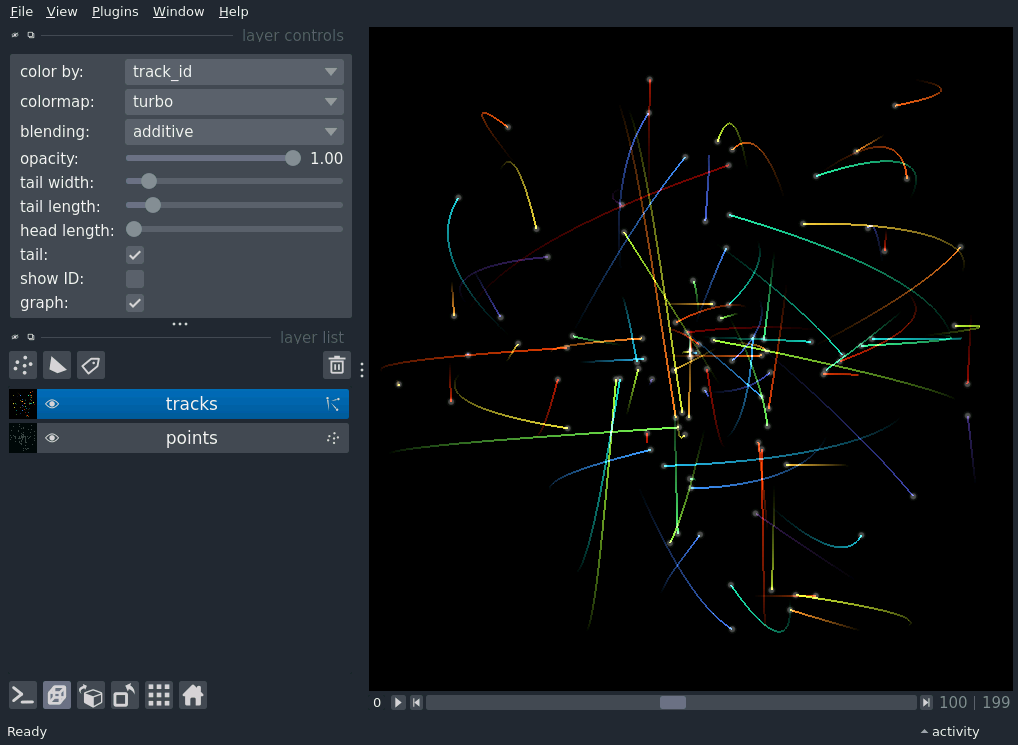 File View Plugins Window Help
layer controls
color by: track_id
colormap: turbo
blending: additive
opacity: 1.00
tail width:
tail length:
head length:
tail:
show ID:
graph:
layer list
tracks
points
0 100 | 199
Ready activity